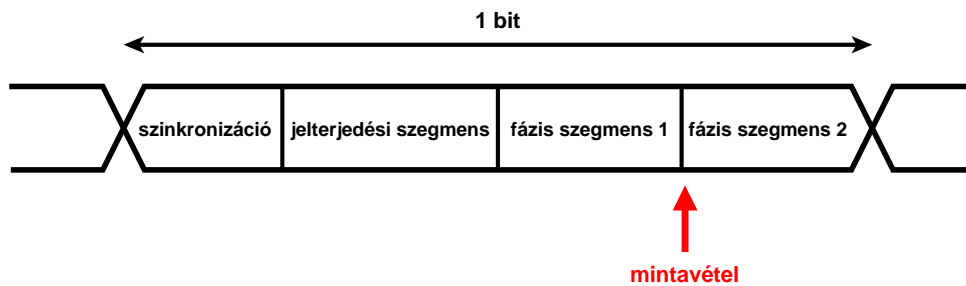 1 bit
szinkronizáció jelterjedési szegmens fázis szegmens 1 fázis szegmens 2
mintavétel